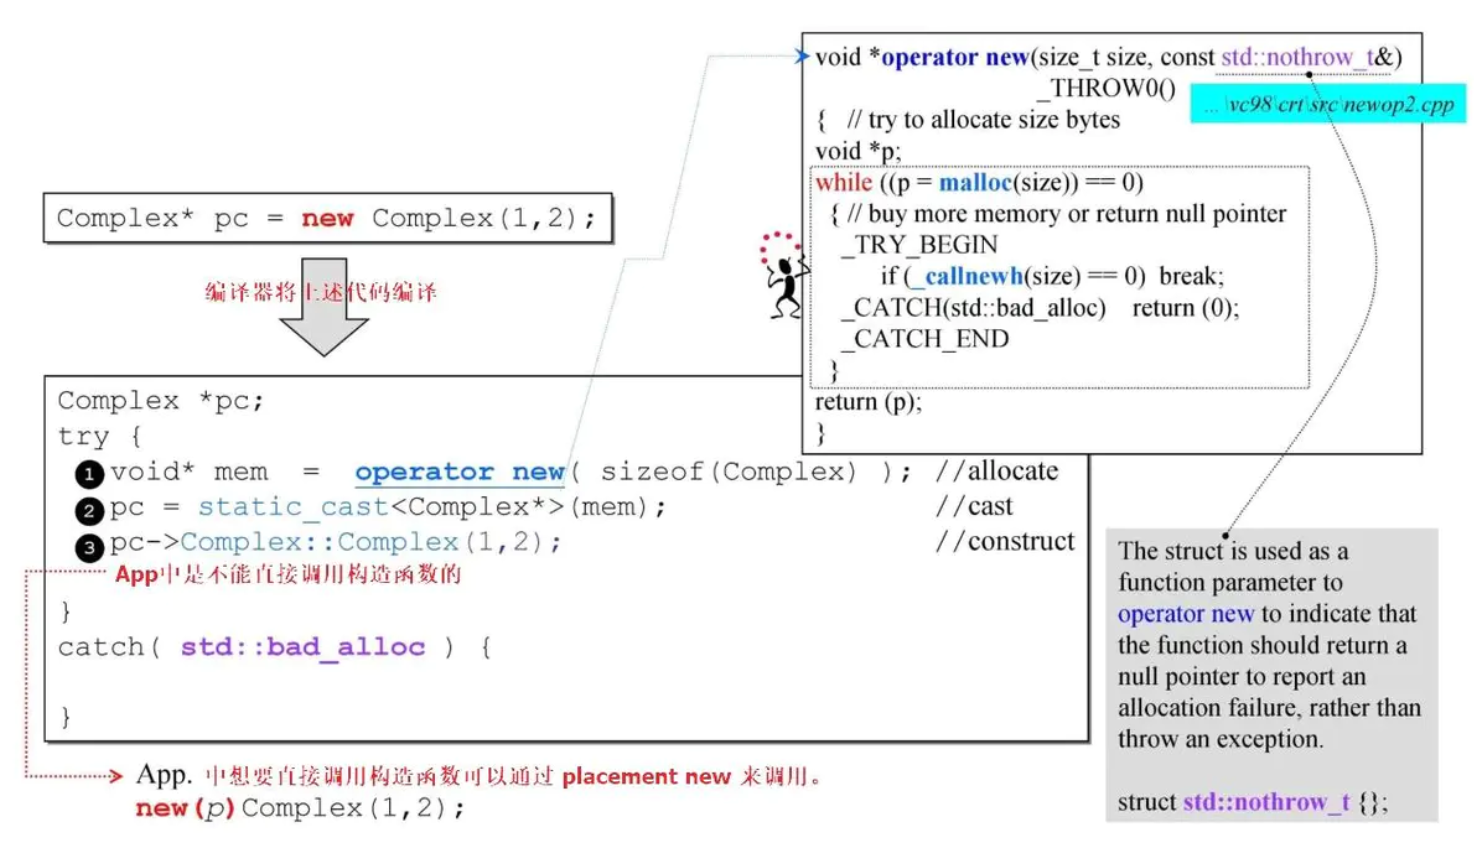 Complex* pc = new Complex(1,2);
编译器将上述代码编译
Complex *pc;
try {
❶ void* mem = operator new( sizeof(Complex) ); //allocate
❷ pc = static_cast<Complex*>(mem); //cast
❸ pc->Complex::Complex(1,2); //construct
App中是不能直接调用构造函数的
}
catch( std::bad_alloc ) {
}
App. 中想要直接调用构造函数可以通过 placement new 来调用。
new(p)Complex(1,2);
void *operator new(size_t size, const std::nothrow_t&)
_THROW0()
... \vc98\crt\src\newop2.cpp
{ // try to allocate size bytes
void *p;
while ((p = malloc(size)) == 0)
{ // buy more memory or return null pointer
_TRY_BEGIN
if (_callnewh(size) == 0) break;
_CATCH(std::bad_alloc) return (0);
_CATCH_END
}
return (p);
}
The struct is used as a
function parameter to
operator new to indicate that
the function should return a
null pointer to report an
allocation failure, rather than
throw an exception.
struct std::nothrow_t {};